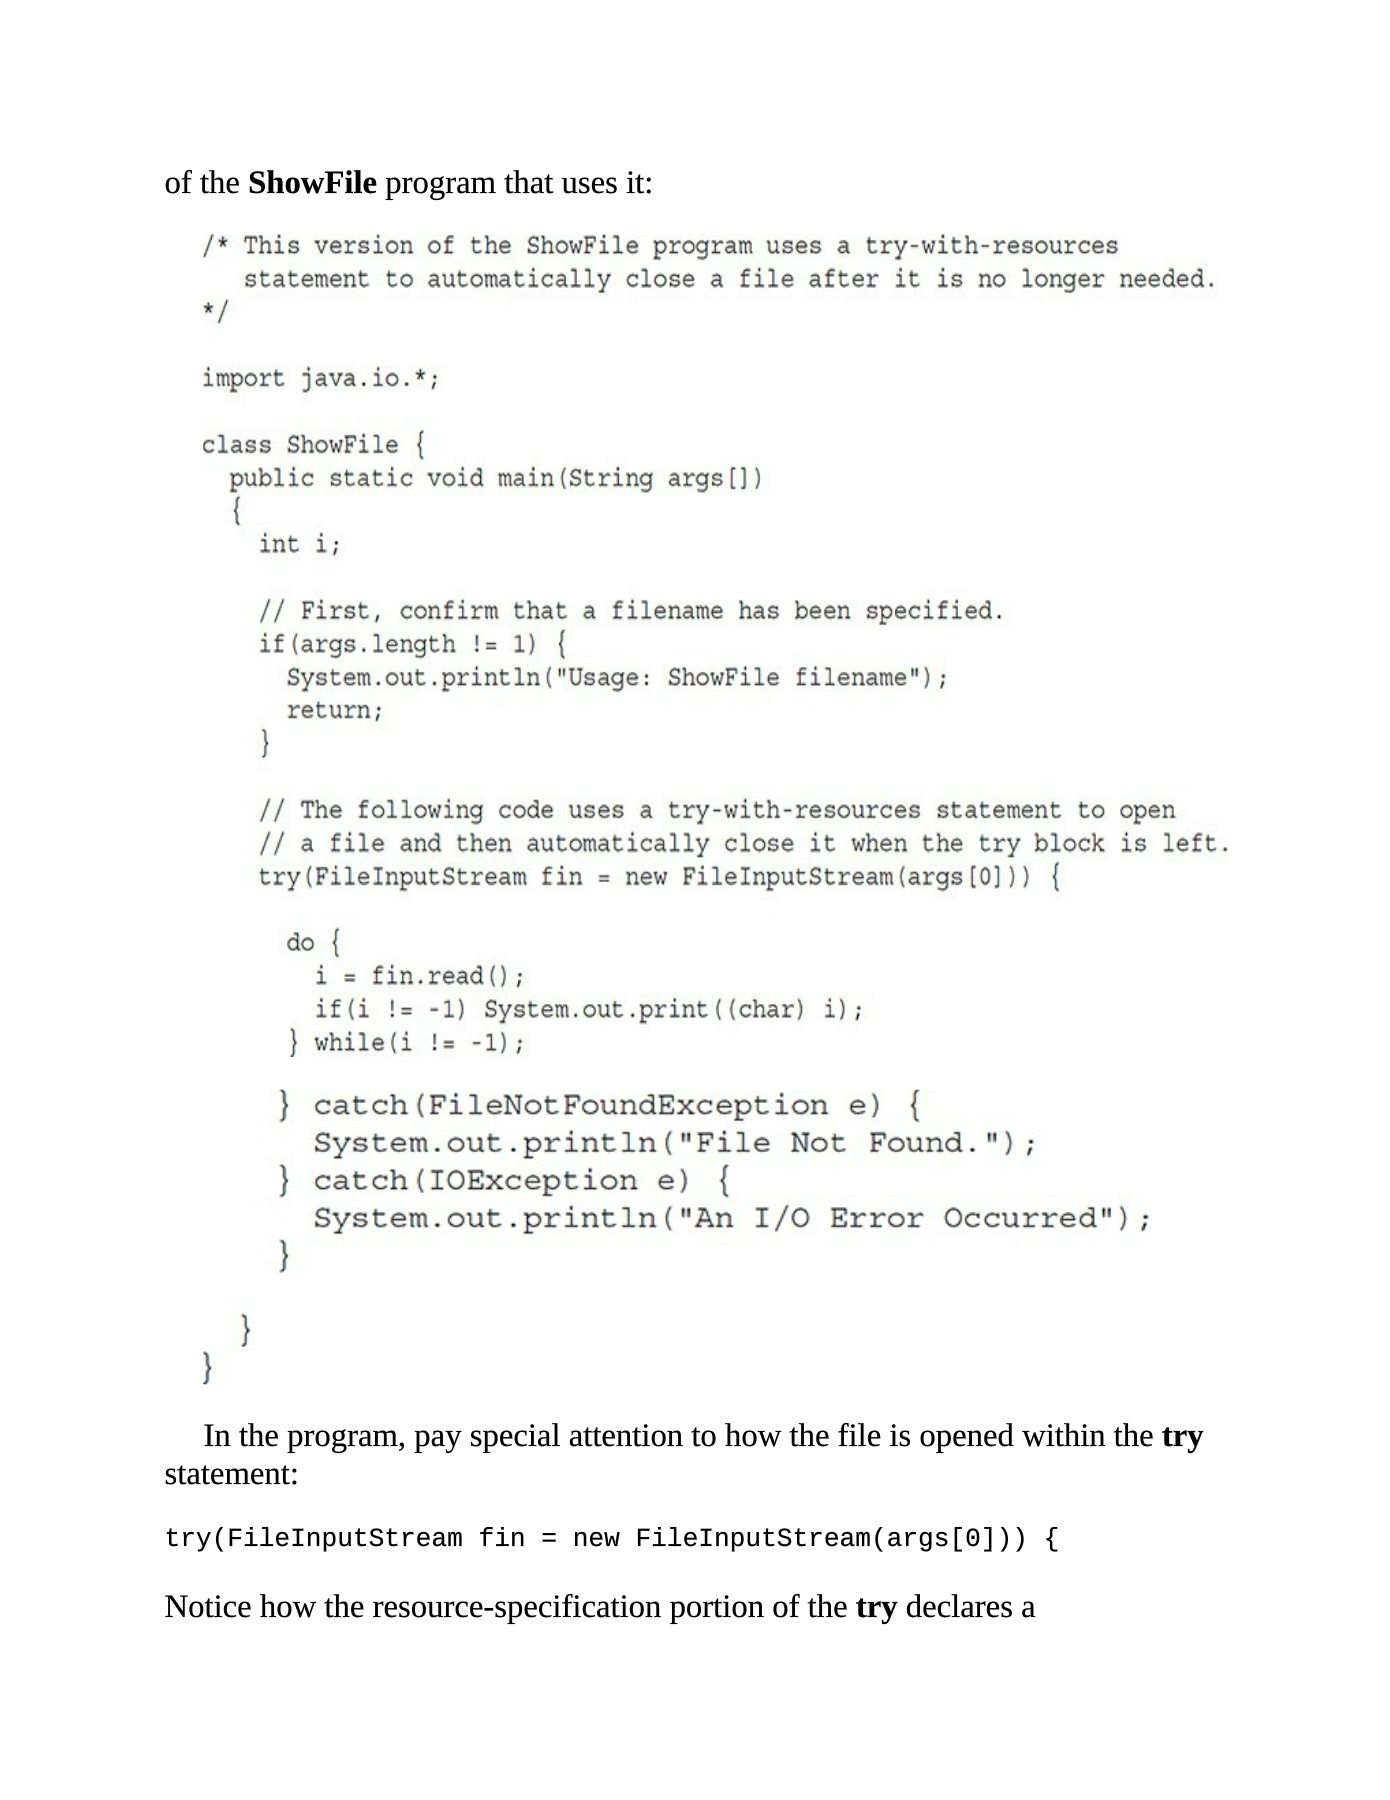 of the ShowFile program that uses it:
/* This version of the ShowFile program uses a try-with-resources
   statement to automatically close a file after it is no longer needed.
*/

import java.io.*;

class ShowFile {
  public static void main(String args[])
  {
    int i;

    // First, confirm that a filename has been specified.
    if(args.length != 1) {
      System.out.println("Usage: ShowFile filename");
      return;
    }

    // The following code uses a try-with-resources statement to open
    // a file and then automatically close it when the try block is left.
    try(FileInputStream fin = new FileInputStream(args[0])) {

      do {
        i = fin.read();
        if(i != -1) System.out.print((char) i);
      } while(i != -1);

    } catch(FileNotFoundException e) {
      System.out.println("File Not Found.");
    } catch(IOException e) {
      System.out.println("An I/O Error Occurred");
    }

  }
}
In the program, pay special attention to how the file is opened within the try
statement:
try(FileInputStream fin = new FileInputStream(args[0])) {
Notice how the resource-specification portion of the try declares a